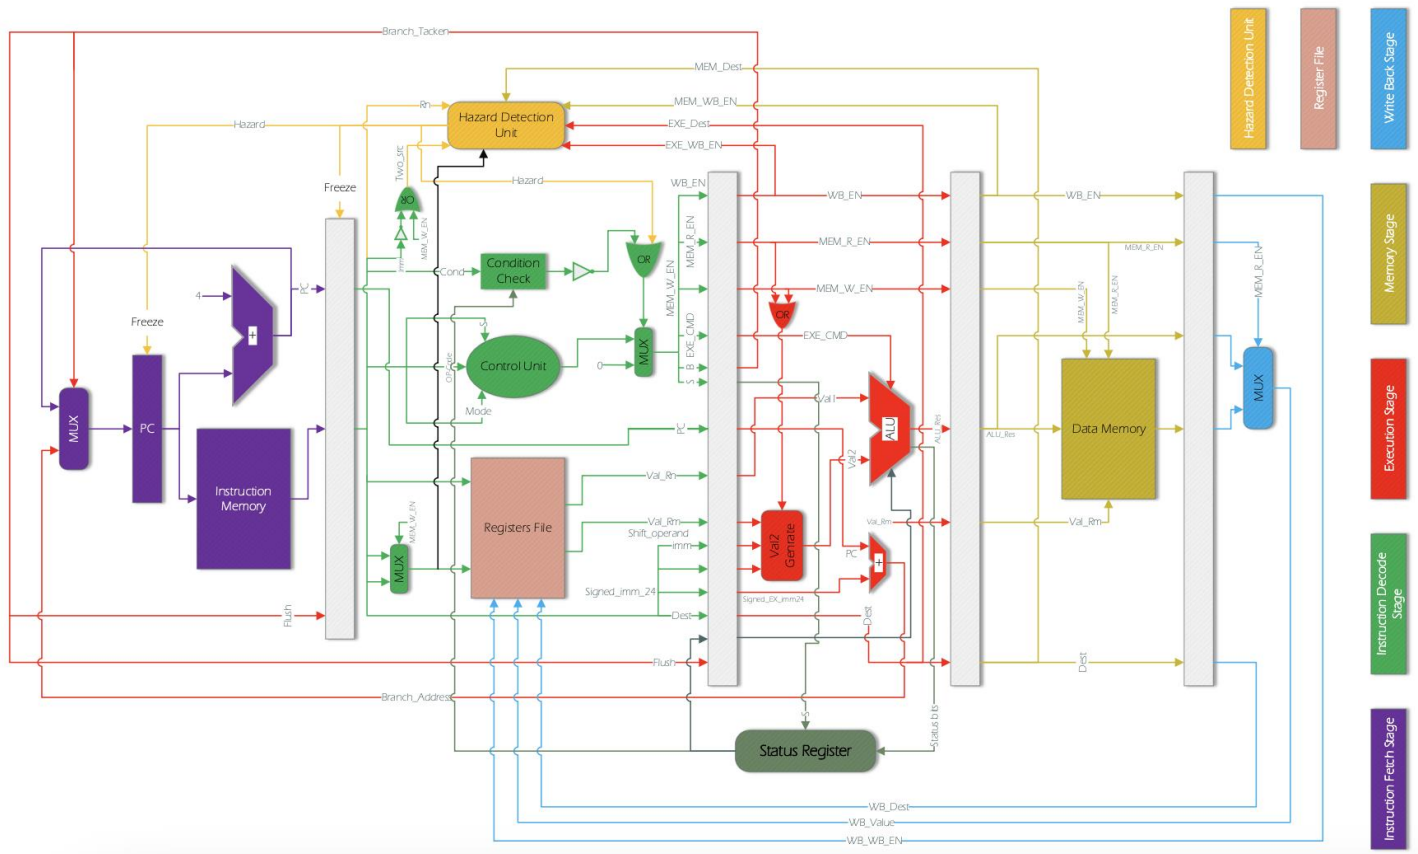 Branch_Tacken
MEM_Dest
Rn
MEM_WB_EN
Hazard Detection
Unit
Hazard
EXE_Dest
EXE_WB_EN
Two_src
Hazard
WB_EN
WB_EN
WB_EN
Freeze
OR
MEM_W_EN
imm
Cond
Condition
Check
OR
MEM_R_EN
MEM_R_EN
MEM_R_EN
MEM_R_EN
4
PC
MEM_W_EN
MEM_W_EN
MEM_W_EN
MEM_R_EN
OR
Freeze
+
S
EXE_CMD
EXE_CMD
Control Unit
MUX
0
B
S
Mode
MUX
PC
MUX
Val1
ALU
ALU_Res
ALU_Res
Data Memory
MUX
PC
Val2
Instruction
Memory
Registers File
Val_Rn
Val_Rm
Shift_operand
imm
MEM_W_EN
MUX
Val2
Genrate
Val_Rm
Val_Rm
PC
+
Signed_imm_24
Signed_EX_imm24
Flush
Dest
Dest
Flush
Dest
Branch_Address
S
Status bits
Status Register
WB_Dest
WB_Value
WB_WB_EN
Hazard Detection Unit
Register File
Write Back Stage
Memory Stage
Execution Stage
Instruction Decode
Stage
Instruction Fetch Stage